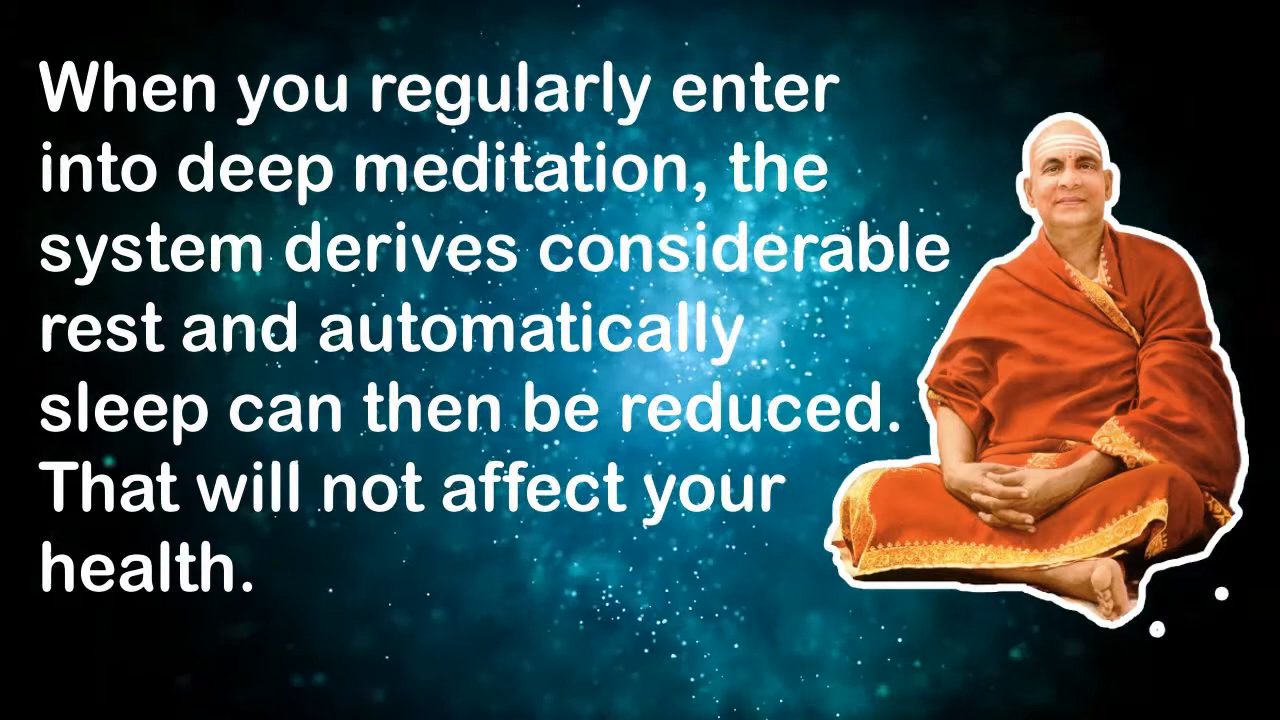 When you regularly enter
into deep meditation, the
system derives considerable
rest and automatically
sleep can then be reduced.
That will not affect your
health.